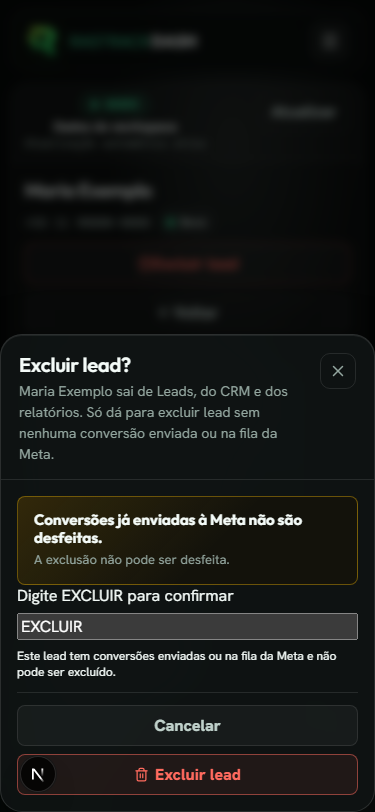 Maria Exemplo
Excluir lead?
Maria Exemplo sai de Leads, do CRM e dos
relatórios. Só dá para excluir lead sem
nenhuma conversão enviada ou na fila da
Meta.
Conversões já enviadas à Meta não são
desfeitas.
A exclusão não pode ser desfeita.
Digite EXCLUIR para confirmar
EXCLUIR
Este lead tem conversões enviadas ou na fila da Meta e não
pode ser excluído.
Cancelar
N
Excluir lead